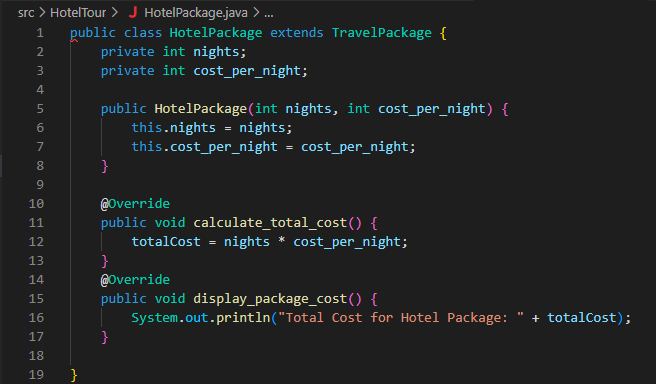 src > HotelTour > J HotelPackage.java > ...
1 public class HotelPackage extends TravelPackage {
2     private int nights;
3     private int cost_per_night;
4
5     public HotelPackage(int nights, int cost_per_night) {
6         this.nights = nights;
7         this.cost_per_night = cost_per_night;
8     }
9
10     @Override
11     public void calculate_total_cost() {
12         totalCost = nights * cost_per_night;
13     }
14     @Override
15     public void display_package_cost() {
16         System.out.println("Total Cost for Hotel Package: " + totalCost);
17     }
18
19 }